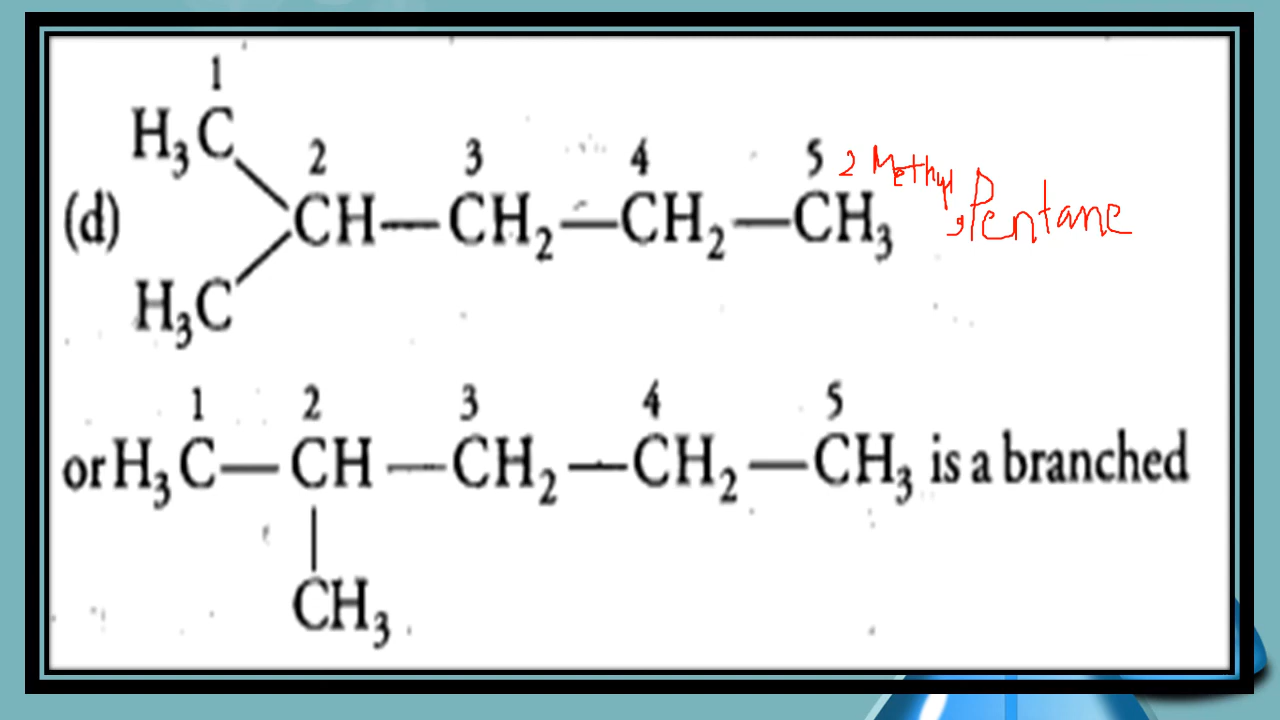 1
H₃C 2 3 4 5 2 Methyl
(d) CH—CH₂—CH₂—CH₃ , Pentane
H₃C
1 2 3 4 5
or H₃C—CH—CH₂—CH₂—CH₃ is a branched
CH₃